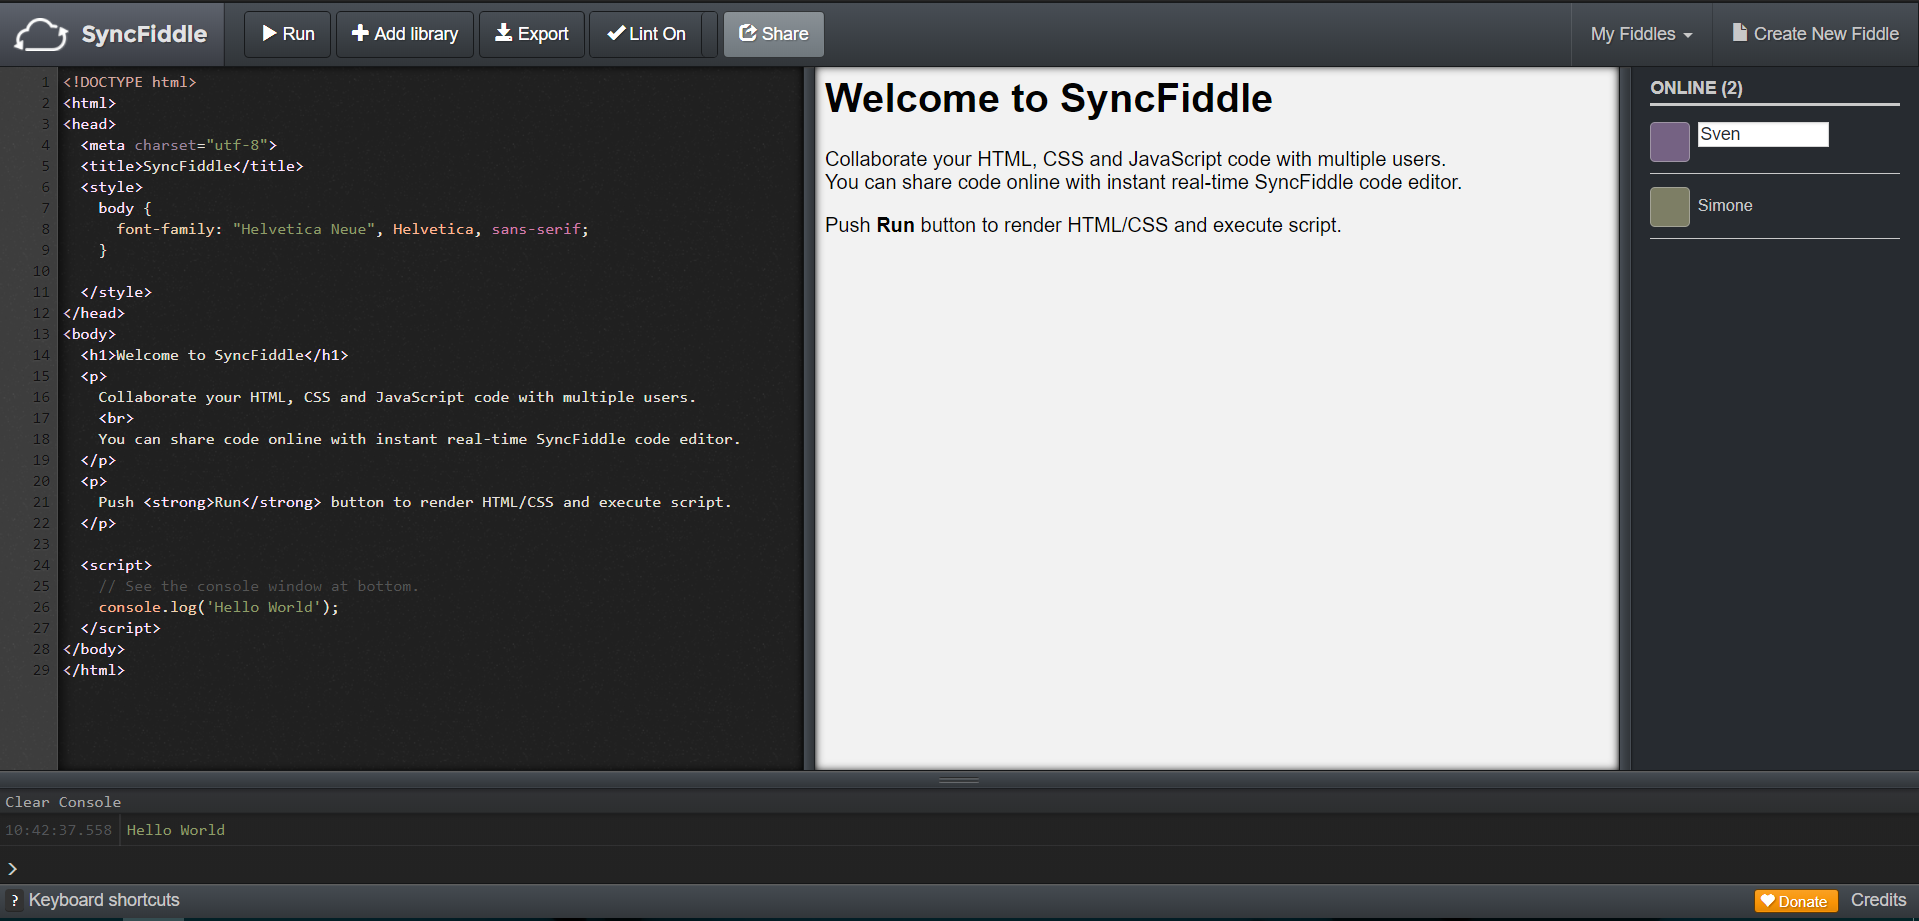 SyncFiddle
Run
Add library
Export
Lint On
Share
My Fiddles
Create New Fiddle
1 <!DOCTYPE html>
2 <html>
3 <head>
4 <meta charset="utf-8">
5 <title>SyncFiddle</title>
6 <style>
7 body {
8 font-family: "Helvetica Neue", Helvetica, sans-serif;
9 }
10
11 </style>
12 </head>
13 <body>
14 <h1>Welcome to SyncFiddle</h1>
15 <p>
16 Collaborate your HTML, CSS and JavaScript code with multiple users.
17 <br>
18 You can share code online with instant real-time SyncFiddle code editor.
19 </p>
20 <p>
21 Push <strong>Run</strong> button to render HTML/CSS and execute script.
22 </p>
23
24 <script>
25 // See the console window at bottom.
26 console.log('Hello World');
27 </script>
28 </body>
29 </html>
Welcome to SyncFiddle
Collaborate your HTML, CSS and JavaScript code with multiple users.
You can share code online with instant real-time SyncFiddle code editor.
Push Run button to render HTML/CSS and execute script.
ONLINE (2)
Sven
Simone
Clear Console
10:42:37.558 Hello World
>
? Keyboard shortcuts
Donate
Credits